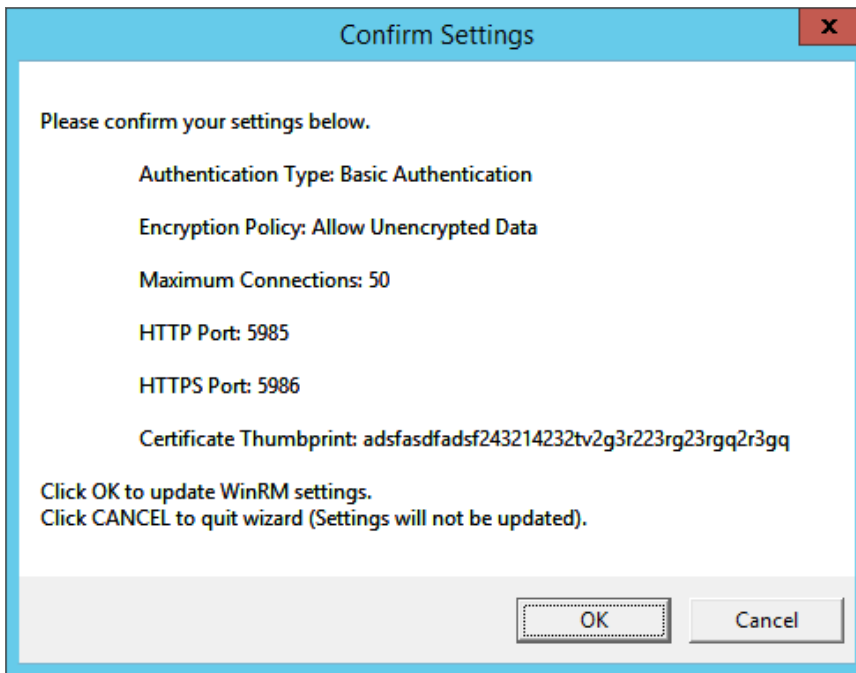 Confirm Settings
x
Please confirm your settings below.
Authentication Type: Basic Authentication
Encryption Policy: Allow Unencrypted Data
Maximum Connections: 50
HTTP Port: 5985
HTTPS Port: 5986
Certificate Thumbprint: adsfasdfadsf243214232tv2g3r223rg23rgq2r3gq
Click OK to update WinRM settings.
Click CANCEL to quit wizard (Settings will not be updated).
OK
Cancel